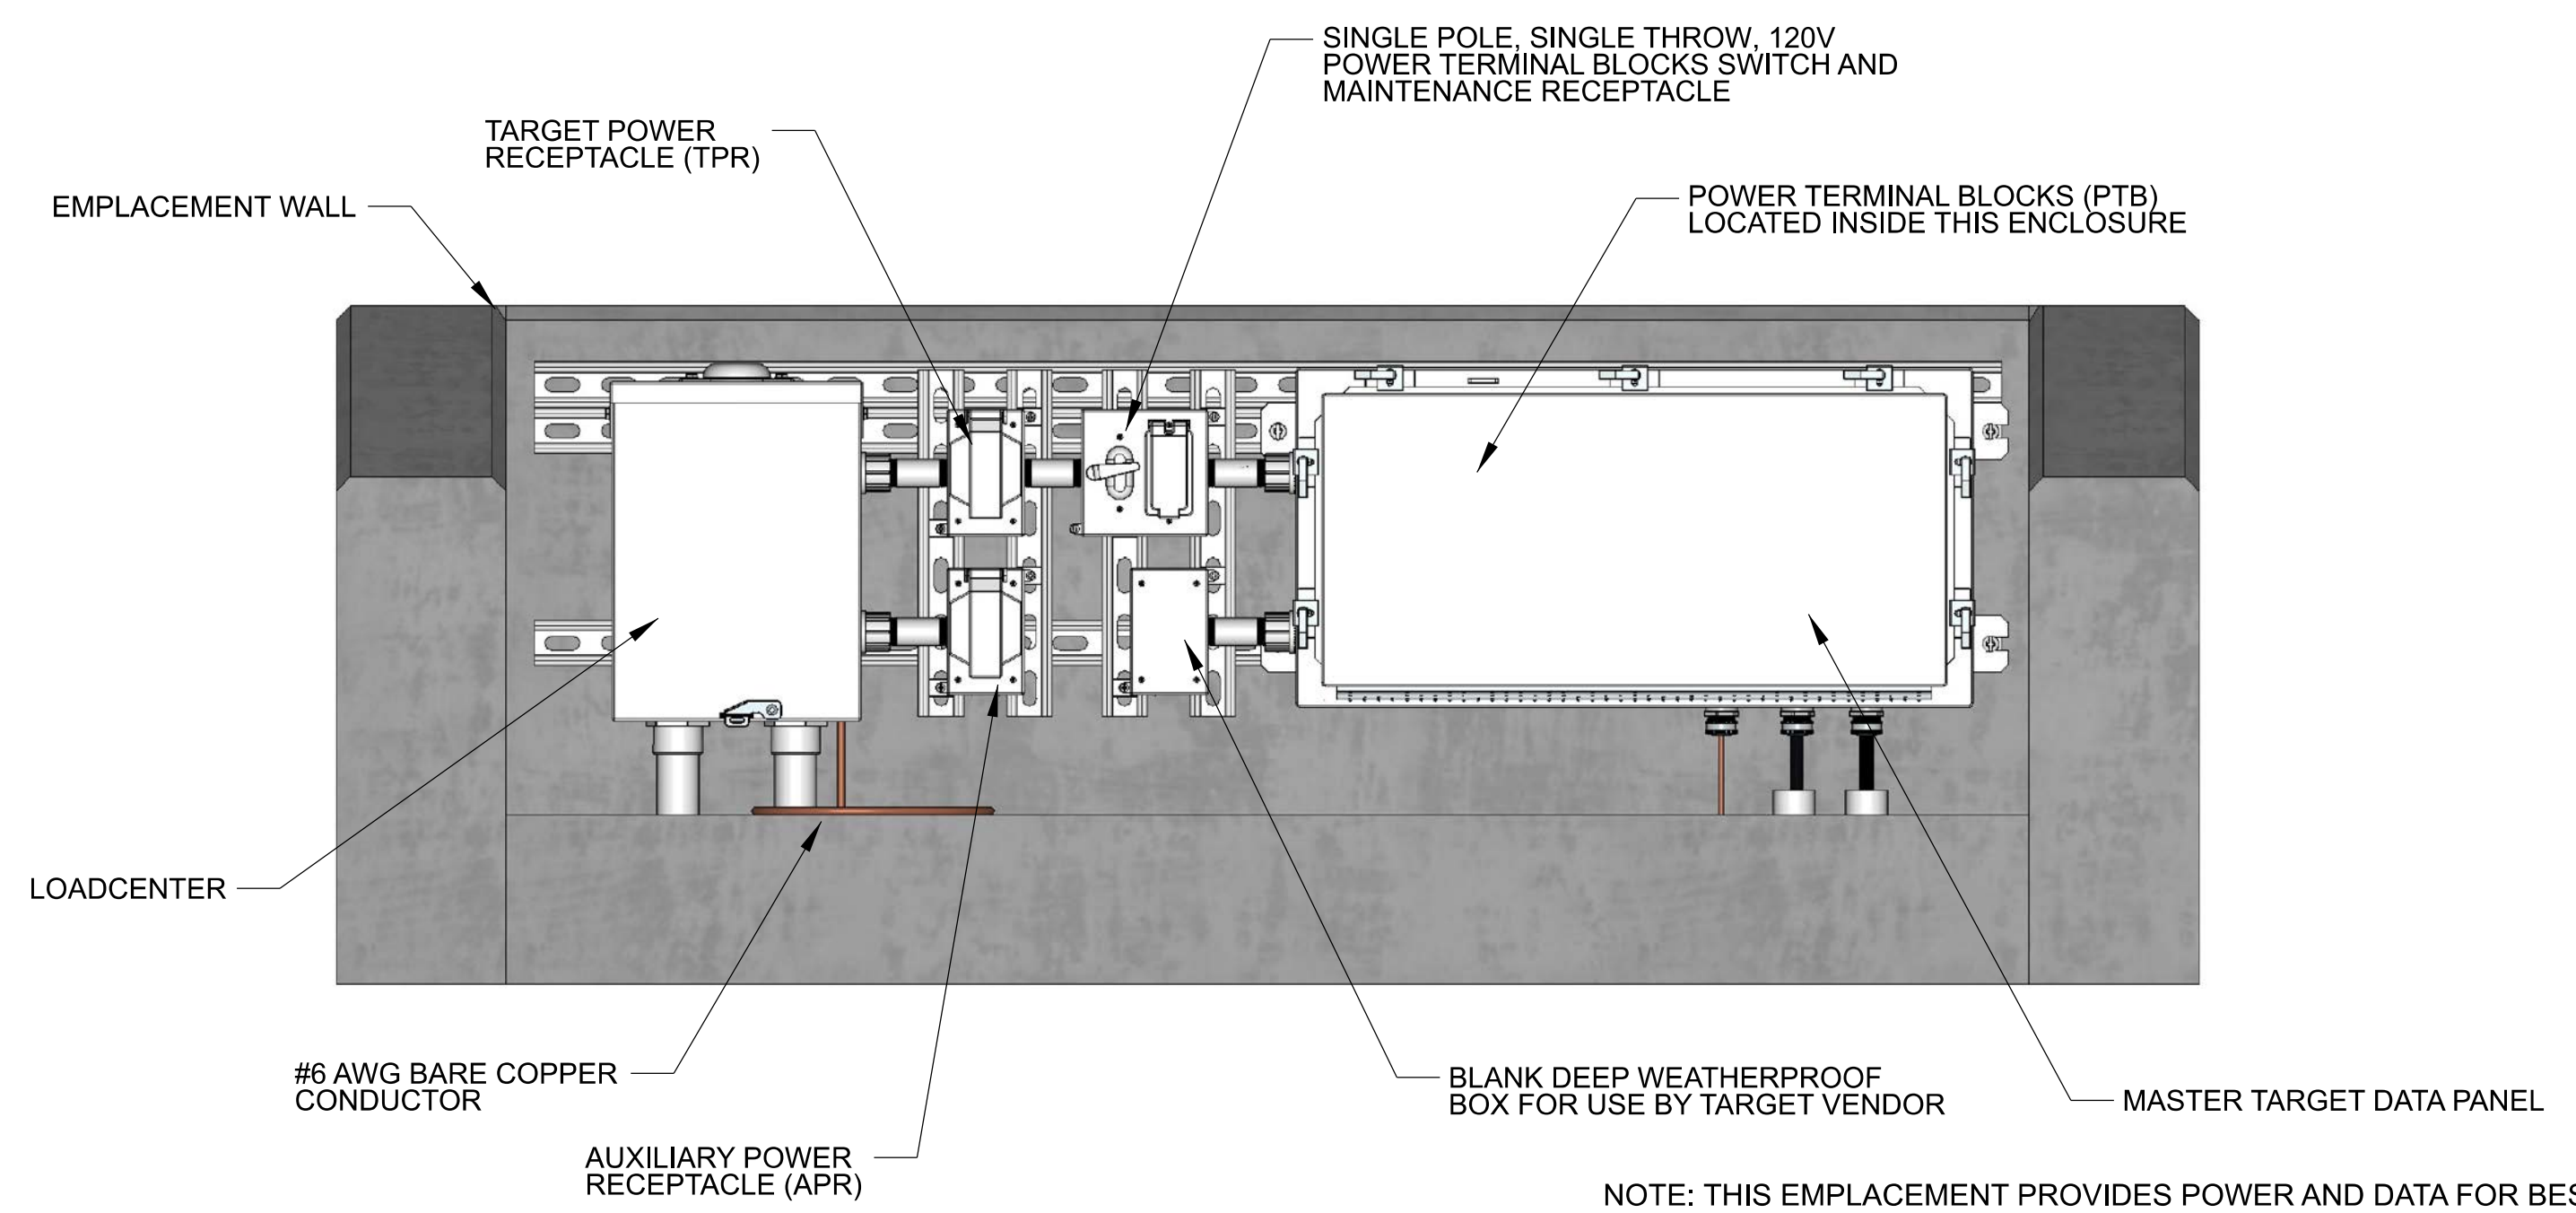 SINGLE POLE, SINGLE THROW, 120V
POWER TERMINAL BLOCKS SWITCH AND
MAINTENANCE RECEPTACLE
TARGET POWER
RECEPTACLE (TPR)
EMPLACEMENT WALL
POWER TERMINAL BLOCKS (PTB)
LOCATED INSIDE THIS ENCLOSURE
LOADCENTER
#6 AWG BARE COPPER
CONDUCTOR
BLANK DEEP WEATHERPROOF
BOX FOR USE BY TARGET VENDOR
MASTER TARGET DATA PANEL
AUXILIARY POWER
RECEPTACLE (APR)
NOTE: THIS EMPLACEMENT PROVIDES POWER AND DATA FOR